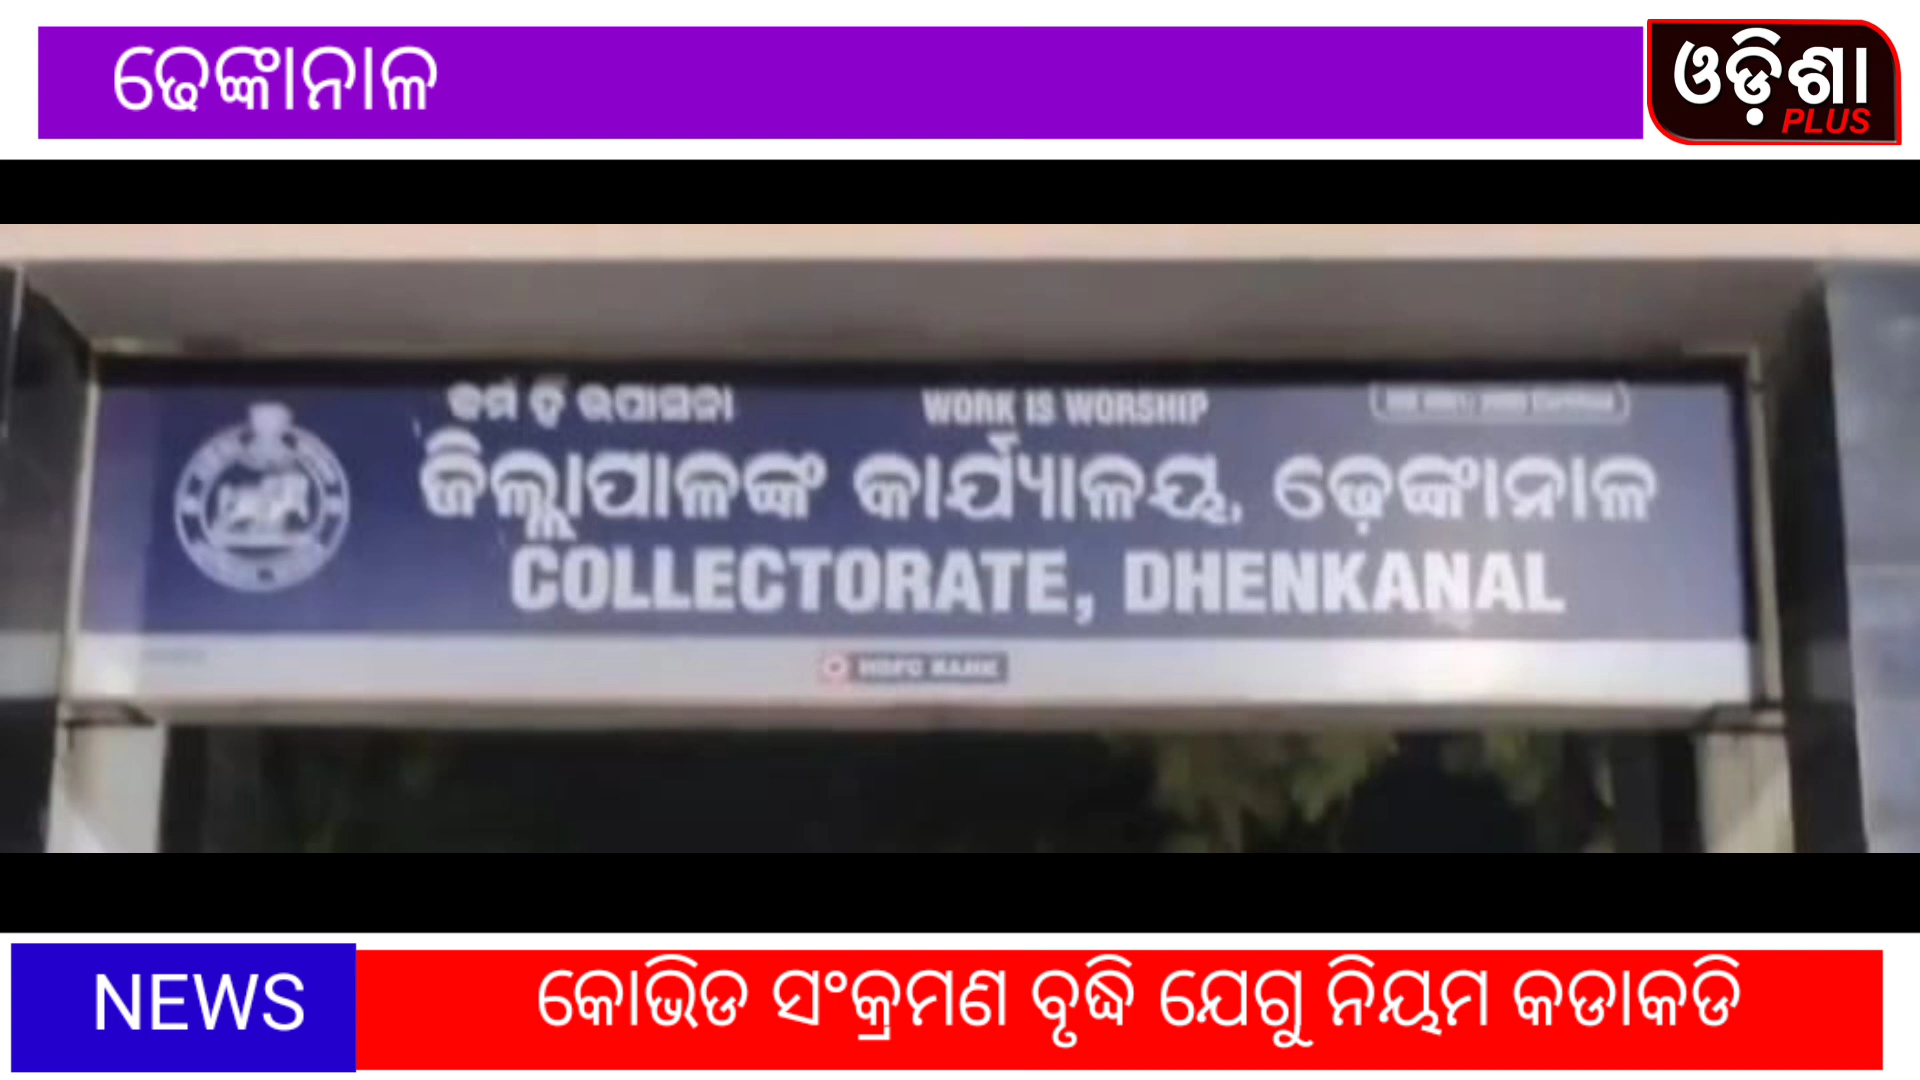 ଢେଙ୍କାନାଳ
ଓଡ଼ିଶା
PLUS
କର୍ମ ହିଁ ଉପାସନା
WORK IS WORSHIP
ଜିଲ୍ଲାପାଳଙ୍କ କାର୍ଯ୍ୟାଳୟ, ଢ଼େଙ୍କାନାଳ
COLLECTORATE, DHENKANAL
HDFC BANK
NEWS
କୋଭିଡ ସଂକ୍ରମଣ ବୃଦ୍ଧି ଯେଗୁ ନିୟମ କଡାକଡି